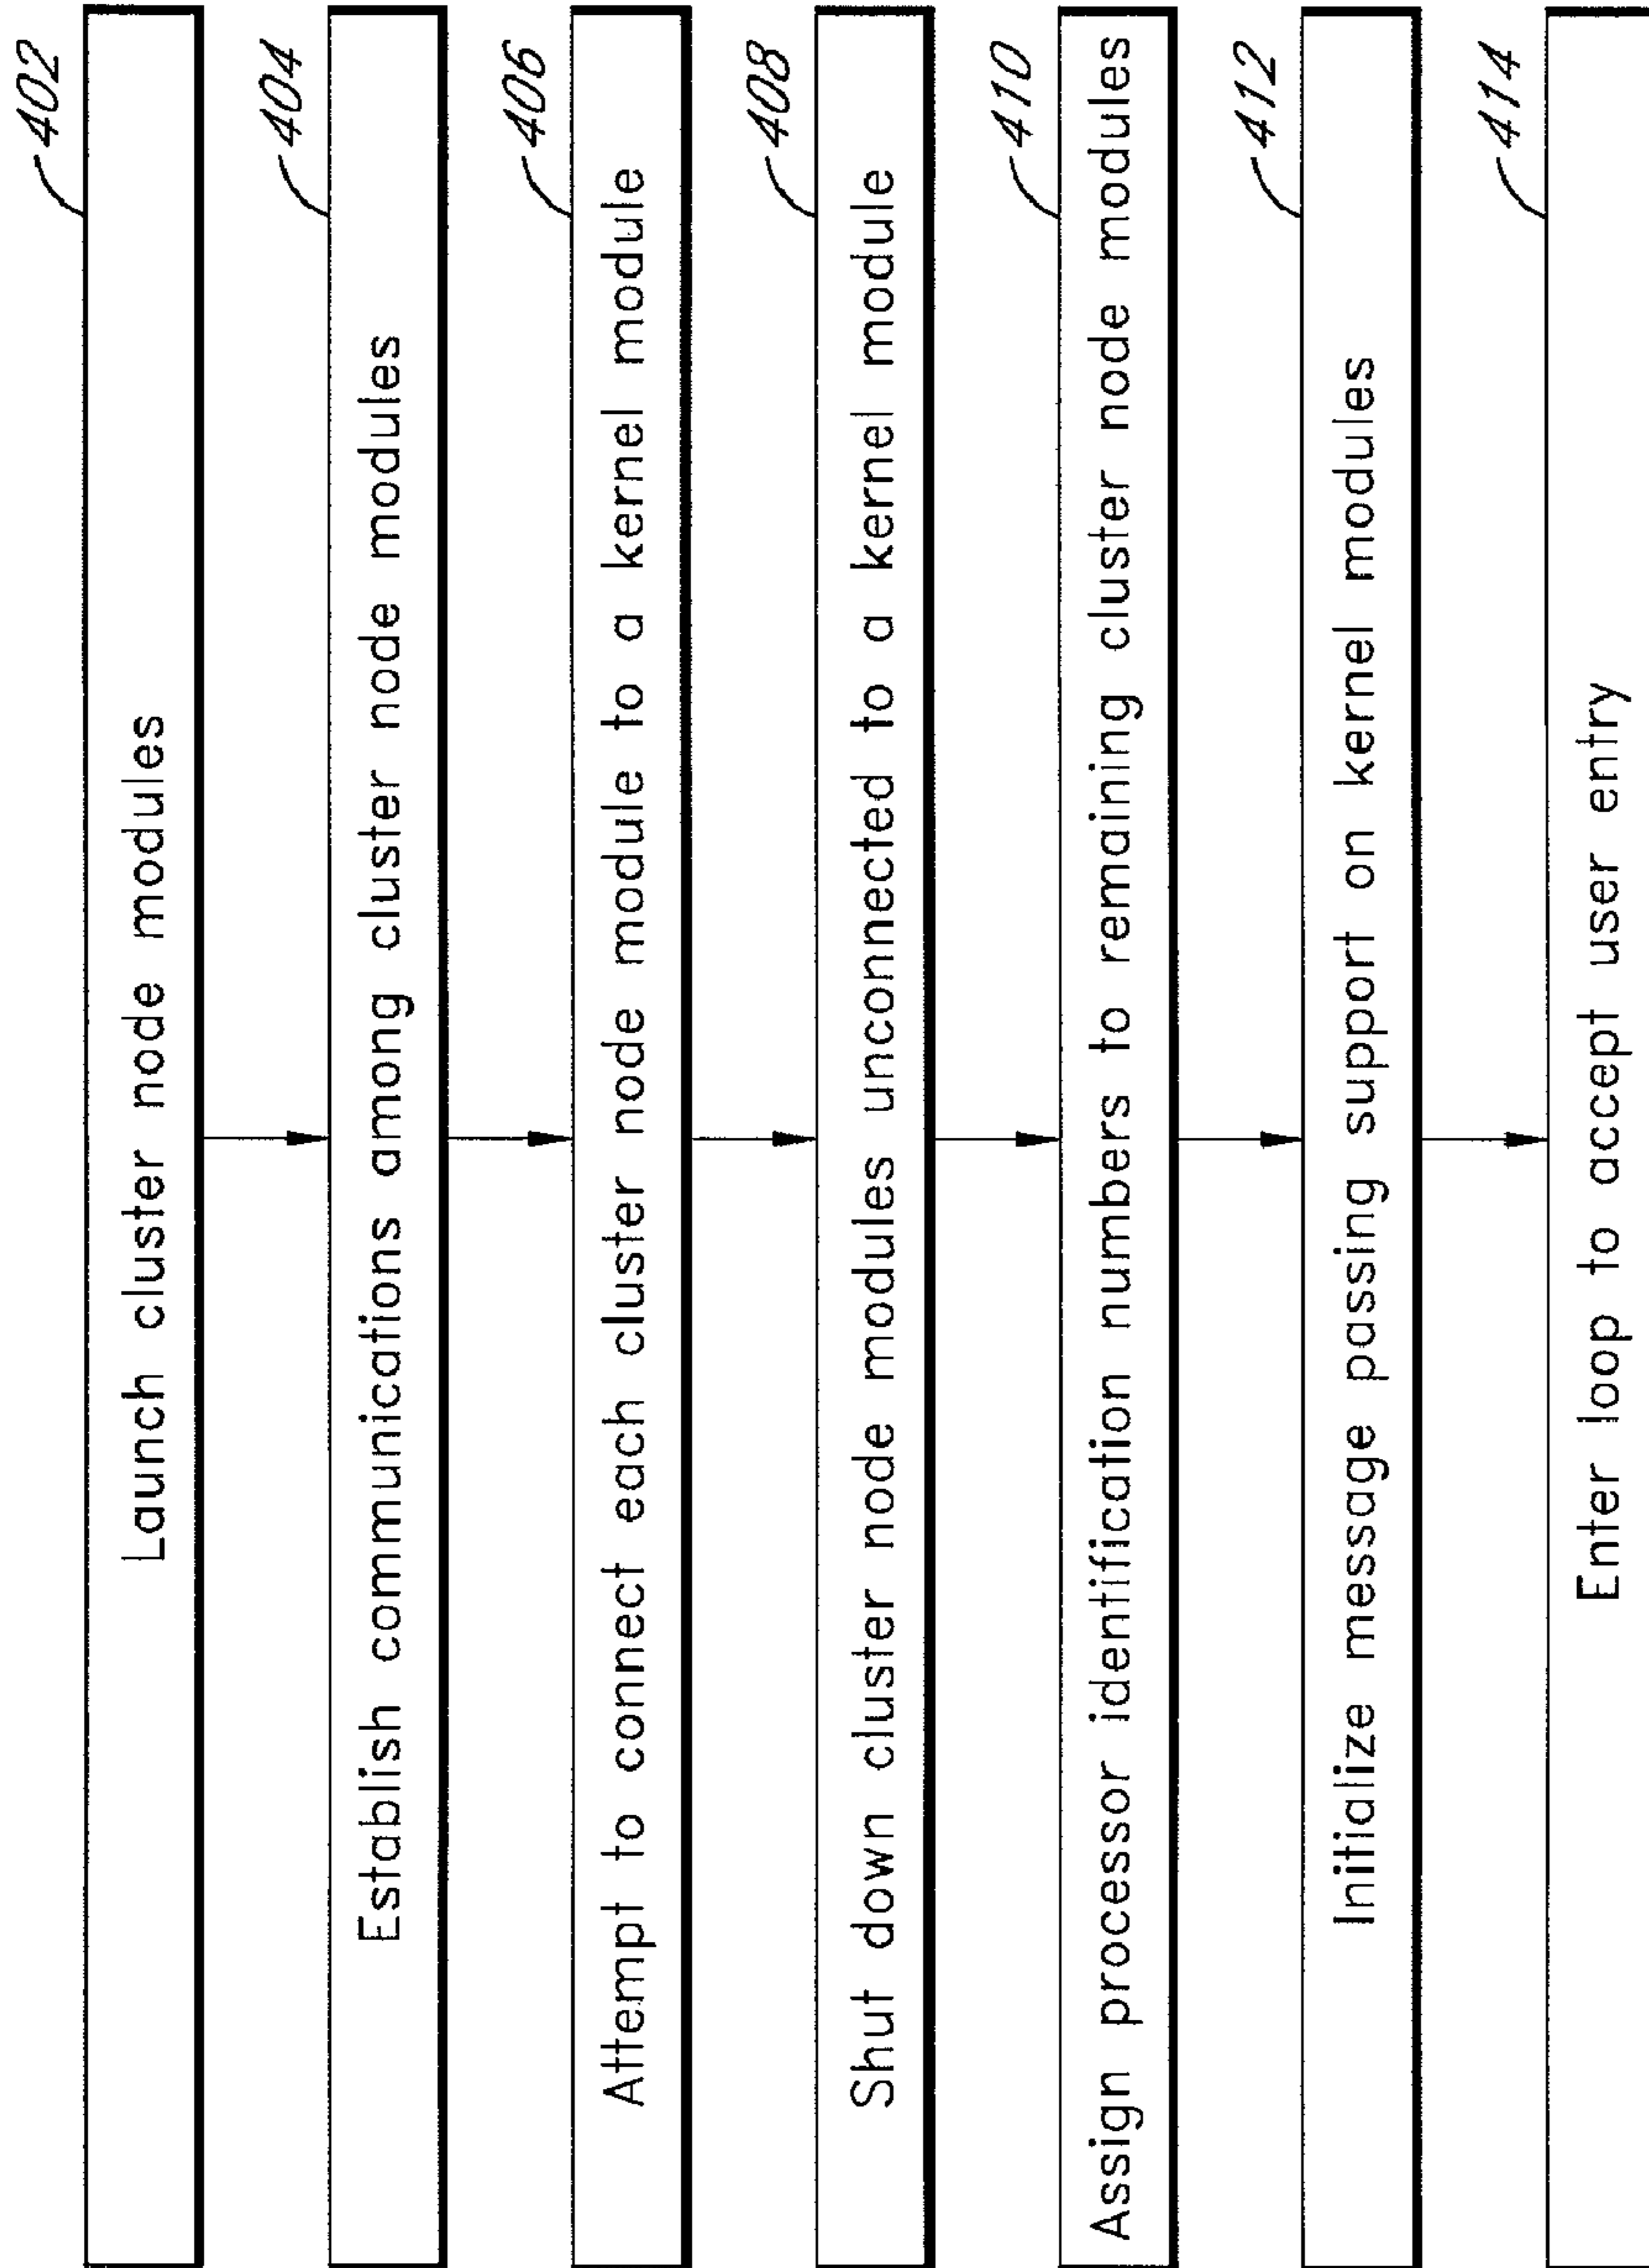 402
Launch cluster node modules
404
Establish communications among cluster node modules
406
Attempt to connect each cluster node module to a kernel module
408
Shut down cluster node modules unconnected to a kernel module
410
Assign processor identification numbers to remaining cluster node modules
412
Initialize message passing support on kernel modules
414
Enter loop to accept user entry